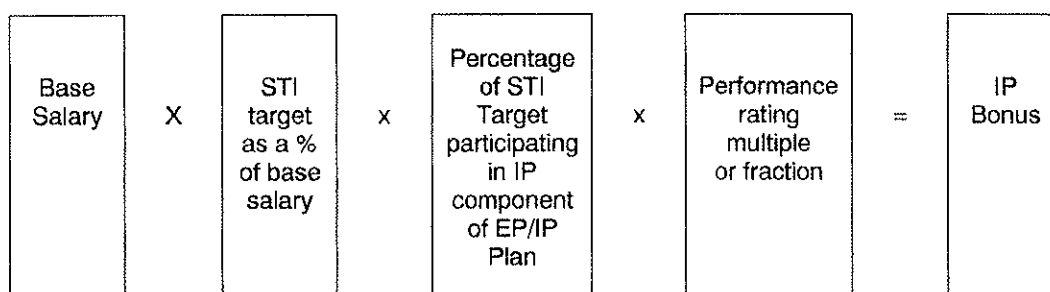 Base
Salary
X
STI
target
as a %
of base
salary
x
Percentage
of STI
Target
participating
in IP
component
of EP/IP
Plan
x
Performance
rating
multiple
or fraction
=
IP
Bonus